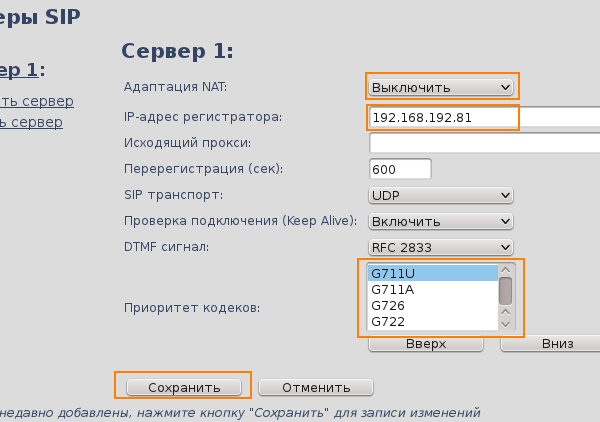 еры SIP
Сервер 1:
ер 1:
Адаптация NAT: Выключить
ть сервер
IP-адрес регистратора: 192.168.192.81
ь сервер
Исходящий прокси:
Перерегистрация (сек): 600
SIP транспорт: UDP
Проверка подключения (Keep Alive): Включить
DTMF сигнал: RFC 2833
Приоритет кодеков:
G711U
G711A
G726
G722
Вверх Вниз
Сохранить Отменить
недавно добавлены, нажмите кнопку "Сохранить" для записи изменений